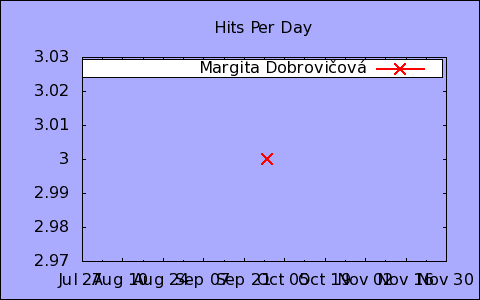 Hits Per Day
3.03
Margita Dobrovičová
3.02
3.01
3
2.99
2.98
2.97
Jul 27 Aug 10 Aug 24 Sep 07 Sep 21 Oct 05 Oct 19 Nov 02 Nov 16 Nov 30